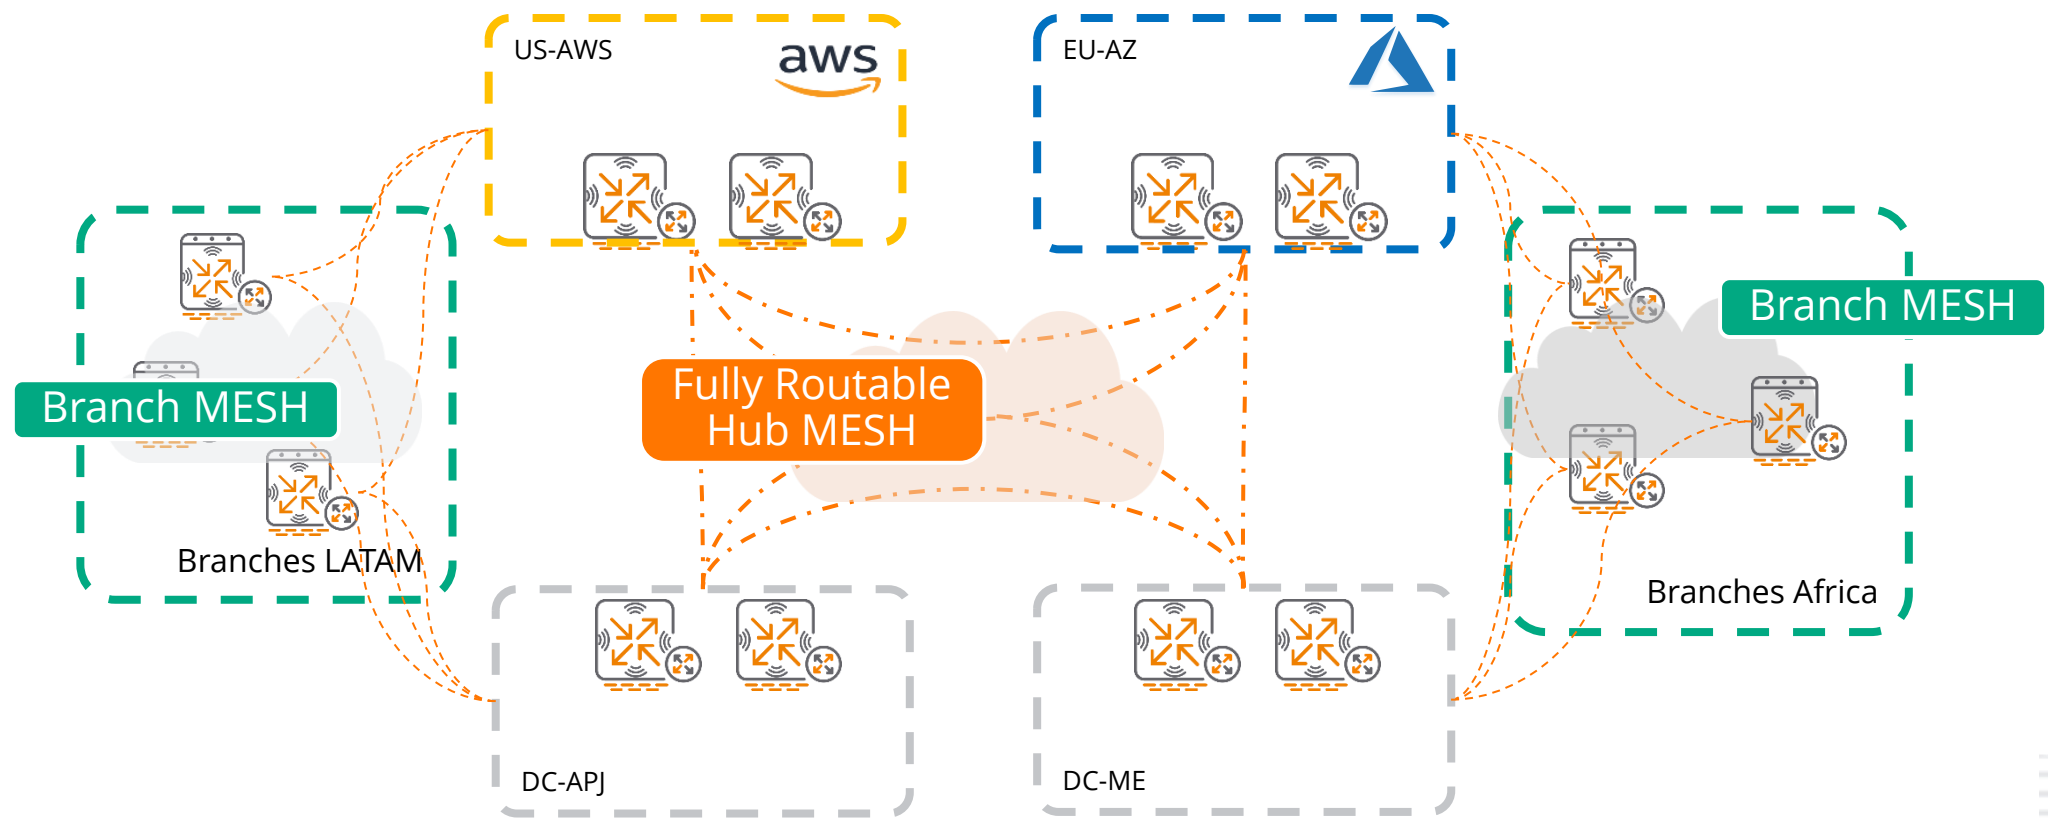 US-AWS
aws
EU-AZ
Branch MESH
Branch MESH
Fully Routable
Hub MESH
Branches LATAM
Branches Africa
DC-APJ
DC-ME